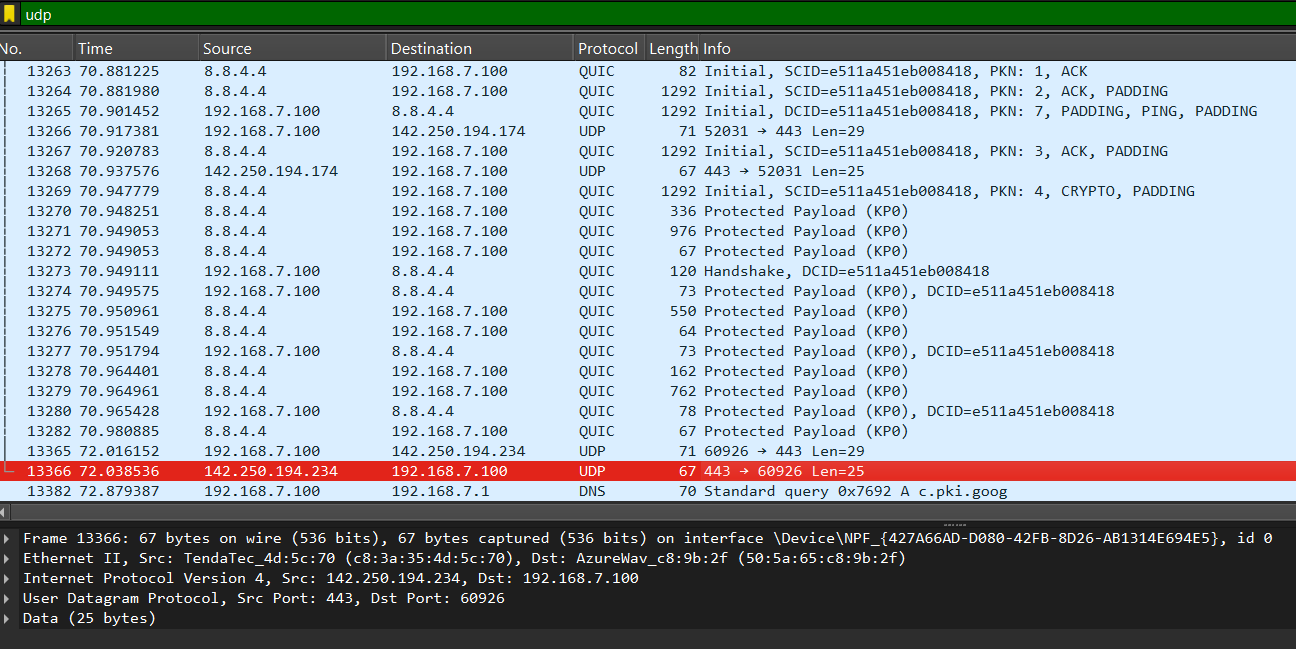 udp
No. Time Source Destination Protocol Length Info
13263 70.881225 8.8.4.4 192.168.7.100 QUIC 82 Initial, SCID=e511a451eb008418, PKN: 1, ACK
13264 70.881980 8.8.4.4 192.168.7.100 QUIC 1292 Initial, SCID=e511a451eb008418, PKN: 2, ACK, PADDING
13265 70.901452 192.168.7.100 8.8.4.4 QUIC 1292 Initial, DCID=e511a451eb008418, PKN: 7, PADDING, PING, PADDING
13266 70.917381 192.168.7.100 142.250.194.174 UDP 71 52031 → 443 Len=29
13267 70.920783 8.8.4.4 192.168.7.100 QUIC 1292 Initial, SCID=e511a451eb008418, PKN: 3, ACK, PADDING
13268 70.937576 142.250.194.174 192.168.7.100 UDP 67 443 → 52031 Len=25
13269 70.947779 8.8.4.4 192.168.7.100 QUIC 1292 Initial, SCID=e511a451eb008418, PKN: 4, CRYPTO, PADDING
13270 70.948251 8.8.4.4 192.168.7.100 QUIC 336 Protected Payload (KP0)
13271 70.949053 8.8.4.4 192.168.7.100 QUIC 976 Protected Payload (KP0)
13272 70.949053 8.8.4.4 192.168.7.100 QUIC 67 Protected Payload (KP0)
13273 70.949111 192.168.7.100 8.8.4.4 QUIC 120 Handshake, DCID=e511a451eb008418
13274 70.949575 192.168.7.100 8.8.4.4 QUIC 73 Protected Payload (KP0), DCID=e511a451eb008418
13275 70.950961 8.8.4.4 192.168.7.100 QUIC 550 Protected Payload (KP0)
13276 70.951549 8.8.4.4 192.168.7.100 QUIC 64 Protected Payload (KP0)
13277 70.951794 192.168.7.100 8.8.4.4 QUIC 73 Protected Payload (KP0), DCID=e511a451eb008418
13278 70.964401 8.8.4.4 192.168.7.100 QUIC 162 Protected Payload (KP0)
13279 70.964961 8.8.4.4 192.168.7.100 QUIC 762 Protected Payload (KP0)
13280 70.965428 192.168.7.100 8.8.4.4 QUIC 78 Protected Payload (KP0), DCID=e511a451eb008418
13282 70.980885 8.8.4.4 192.168.7.100 QUIC 67 Protected Payload (KP0)
13365 72.016152 192.168.7.100 142.250.194.234 UDP 71 60926 → 443 Len=29
13366 72.038536 142.250.194.234 192.168.7.100 UDP 67 443 → 60926 Len=25
13382 72.879387 192.168.7.100 192.168.7.1 DNS 70 Standard query 0x7692 A c.pki.goog
Frame 13366: 67 bytes on wire (536 bits), 67 bytes captured (536 bits) on interface \Device\NPF_{427A66AD-D080-42FB-8D26-AB1314E694E5}, id 0
Ethernet II, Src: TendaTec_4d:5c:70 (c8:3a:35:4d:5c:70), Dst: AzureWav_c8:9b:2f (50:5a:65:c8:9b:2f)
Internet Protocol Version 4, Src: 142.250.194.234, Dst: 192.168.7.100
User Datagram Protocol, Src Port: 443, Dst Port: 60926
Data (25 bytes)